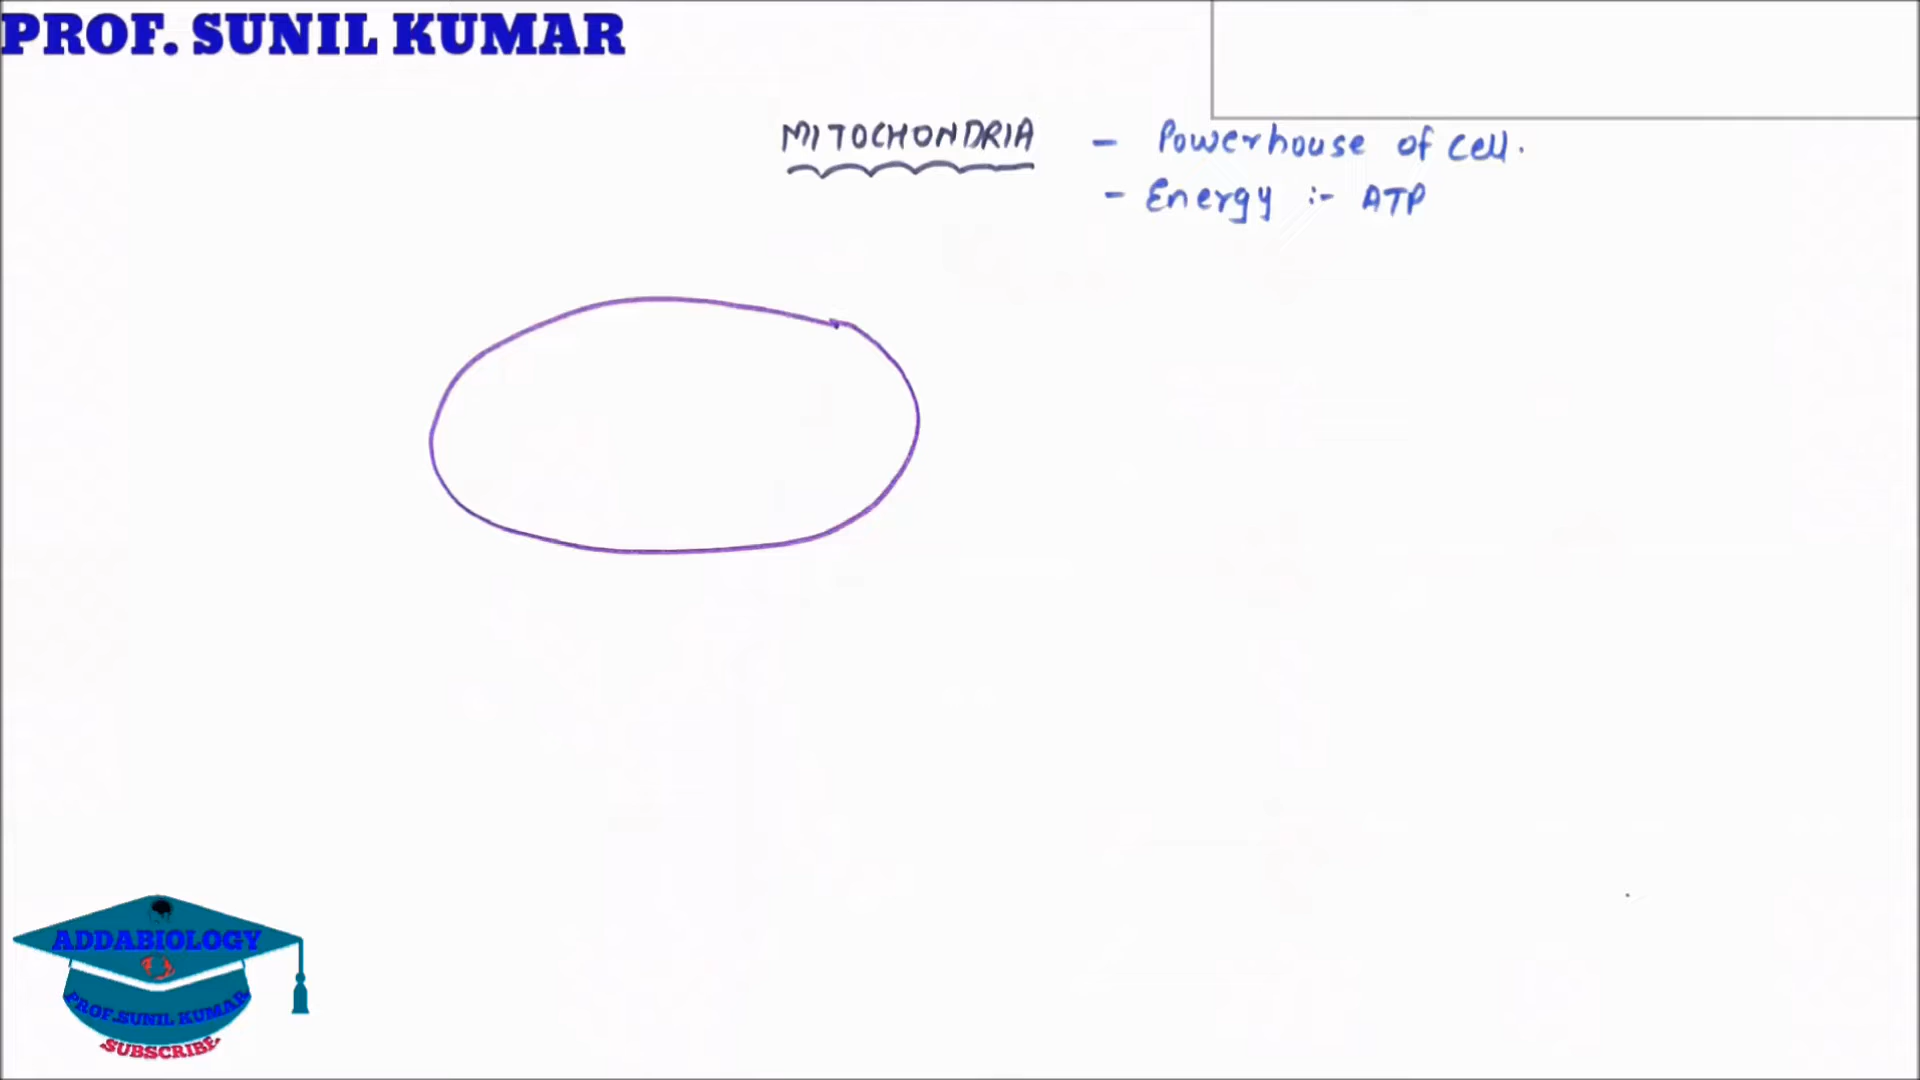 PROF. SUNIL KUMAR
MITOCHONDRIA - Powerhouse of cell.
- Energy :- ATP
ADDABIOLOGY
PROF.SUNIL KUMAR
SUBSCRIBE